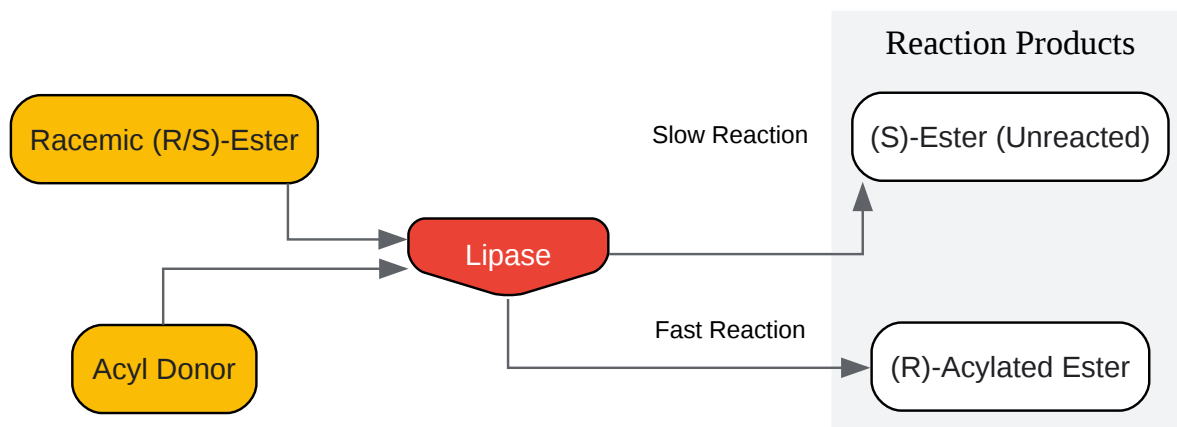 Reaction Products
Racemic (R/S)-Ester
Slow Reaction
(S)-Ester (Unreacted)
Lipase
Fast Reaction
Acyl Donor
(R)-Acylated Ester